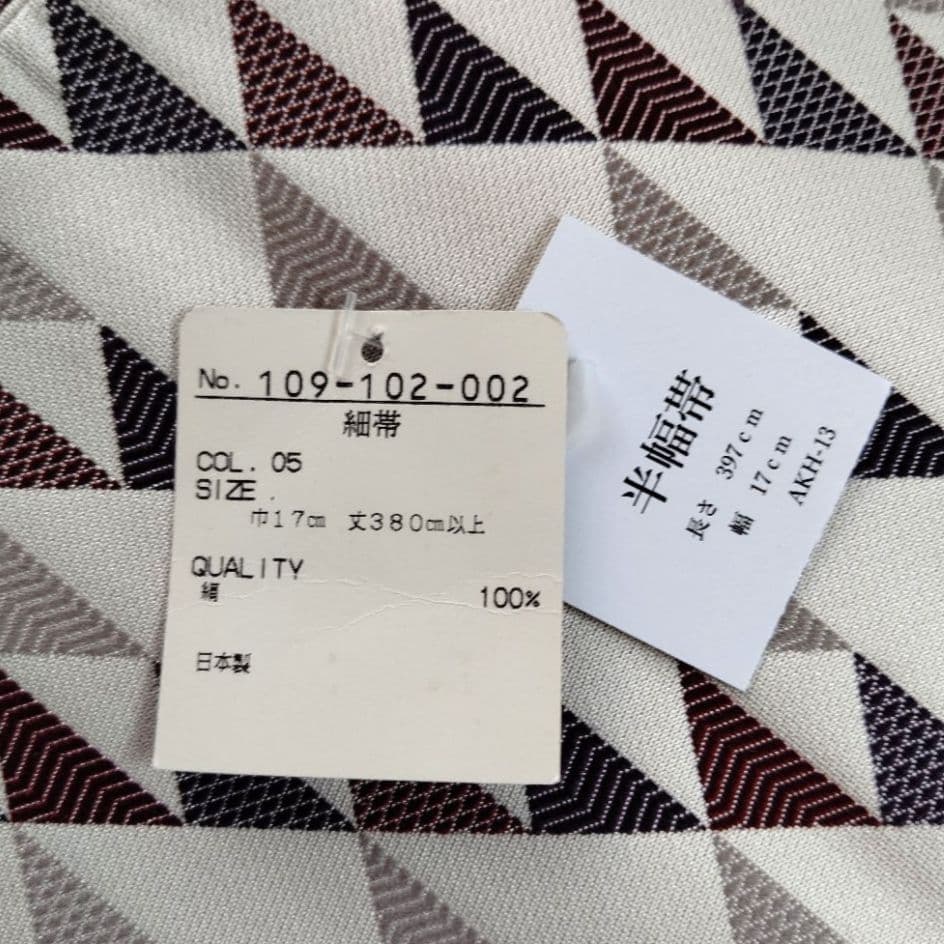 No. 109-102-002
細帯
COL. 05
SIZE.
巾17㎝ 丈380㎝以上
QUALITY
絹 100%
日本製
半幅帯
長さ 397cm
幅 17cm
AKH-13